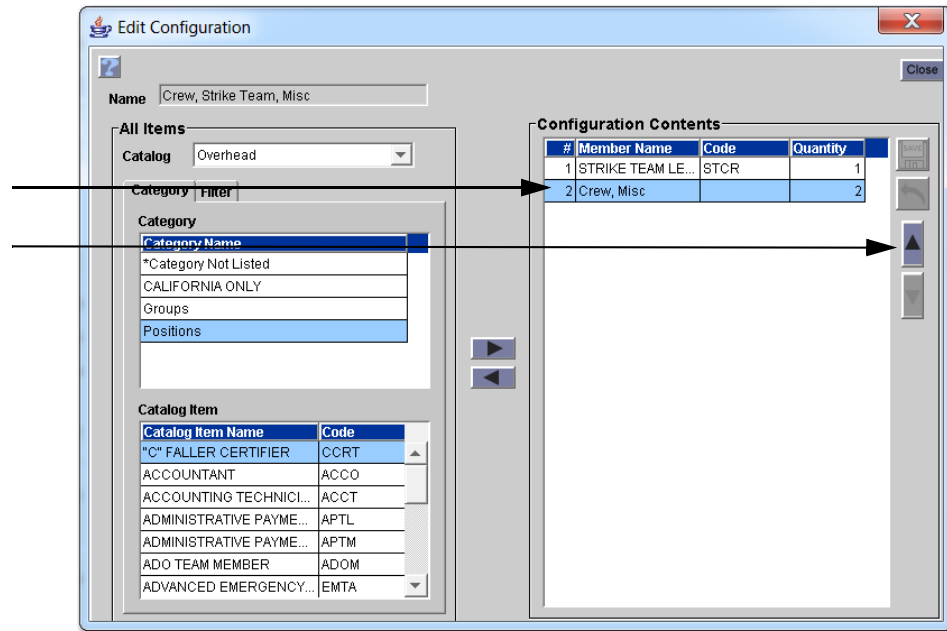 Edit Configuration
X
?
Close
Name Crew, Strike Team, Misc
All Items
Catalog Overhead
Category Filter
Category
Category Name
*Category Not Listed
CALIFORNIA ONLY
Groups
Positions
Catalog Item
Catalog Item Name Code
"C" FALLER CERTIFIER CCRT
ACCOUNTANT ACCO
ACCOUNTING TECHNICI... ACCT
ADMINISTRATIVE PAYME... APTL
ADMINISTRATIVE PAYME... APTM
ADO TEAM MEMBER ADOM
ADVANCED EMERGENCY... EMTA
Configuration Contents
# Member Name Code Quantity
1 STRIKE TEAM LE... STCR 1
2 Crew, Misc 2
SAVE